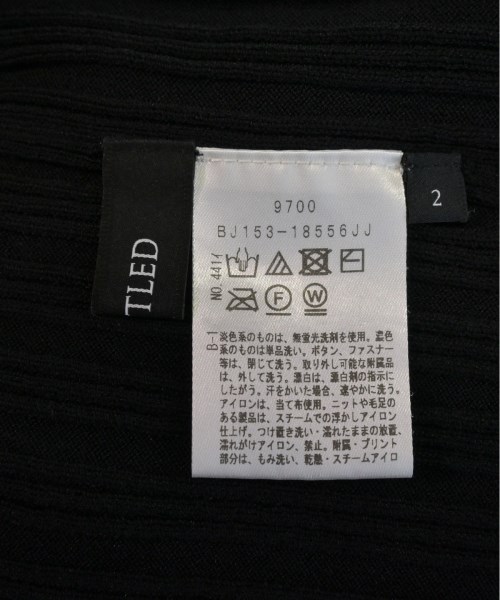 TLED
2
9700
BJ153-18556JJ
NO.441イ
F
W
B-1
淡色系のものは、無蛍光洗剤を使用。濃色
系のものは単品洗い。ボタン、ファスナー
等は、閉じて洗う。取り外し可能な附属品
は、外して洗う。漂白は、漂白剤の指示に
したがう。汗をかいた場合、速やかに洗う。
アイロンは、当て布使用。ニットや毛足の
ある製品は、スチームでの浮かしアイロン
仕上げ。つけ置き洗い・濡れたままの放置、
濡れがけアイロン、禁止。附属・プリント
部分は、もみ洗い、乾燥・スチームアイロ